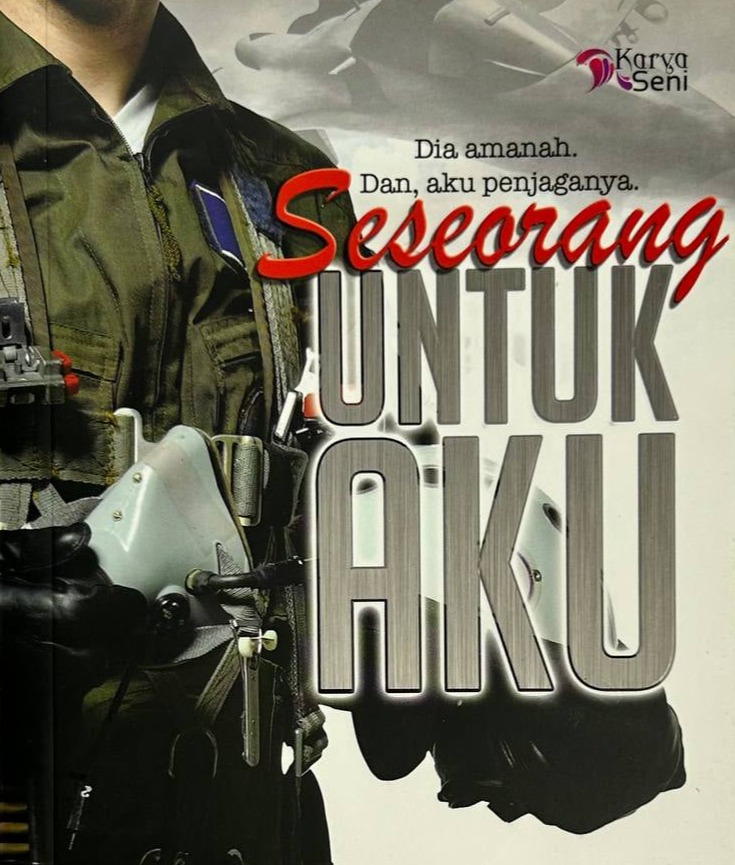 Karya
Seni
Dia amanah.
Dan, aku penjaganya.
Seseorang
UNTUK
AKU